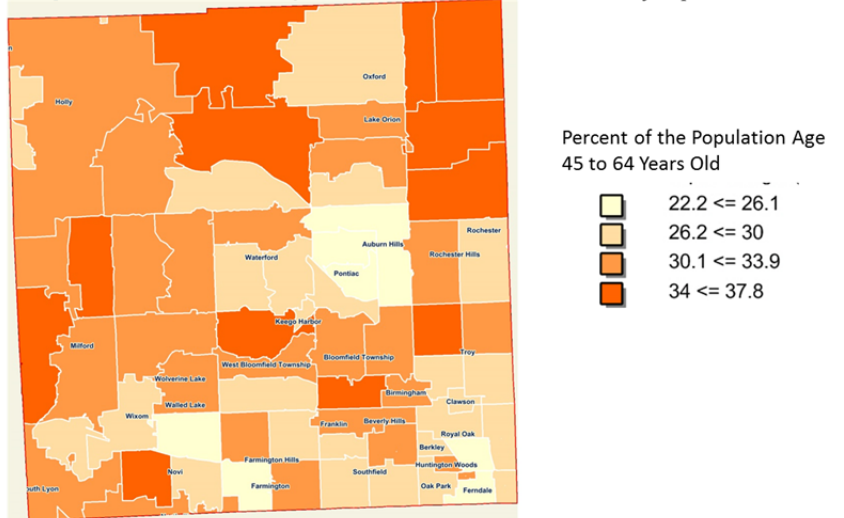 Oxford
Holly
Lake Orion
Percent of the Population Age
45 to 64 Years Old
22.2 <= 26.1
26.2 <= 30
30.1 <= 33.9
34 <= 37.8
Rochester
Auburn Hills
Rochester Hills
Waterford
Pontiac
Keego Harbor
Milford
Troy
Bloomfield Township
West Bloomfield Township
Wolverine Lake
Birmingham
Walled Lake
Clawson
Wixom
Franklin
Beverly Hills
Royal Oak
Berkley
Farmington Hills
Huntington Woods
Novi
Southfield
Farmington
Oak Park
Ferndale
uth Lyon